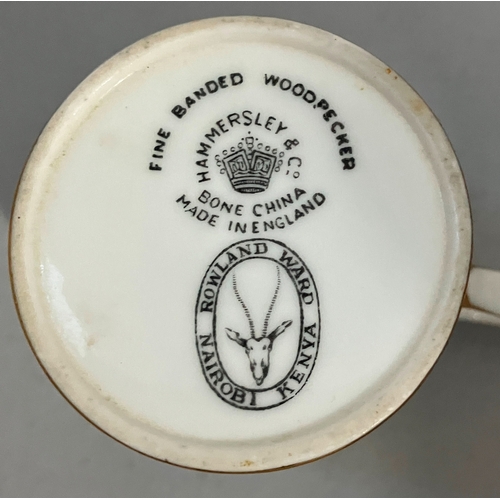 FINE BANDED WOODPECKER
HAMMERSLEY & Co.
BONE CHINA
MADE IN ENGLAND
ROWLAND WARD
NAIROBI KENYA